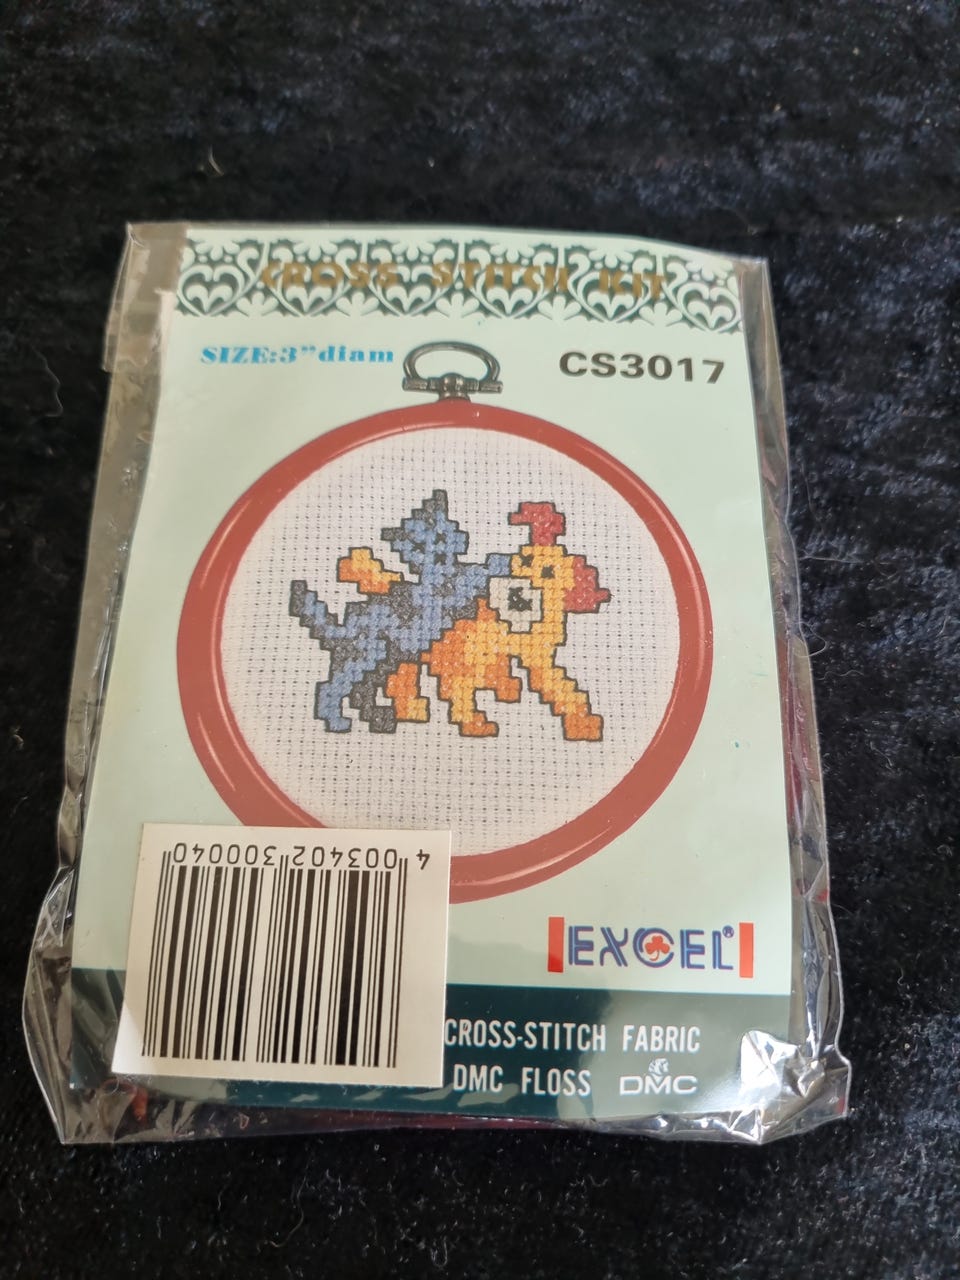 CROSS STITCH KIT
SIZE:3"diam
CS3017
&
4 003402 300040
EXCEL®
CROSS-STITCH FABRIC
DMC FLOSS DMC